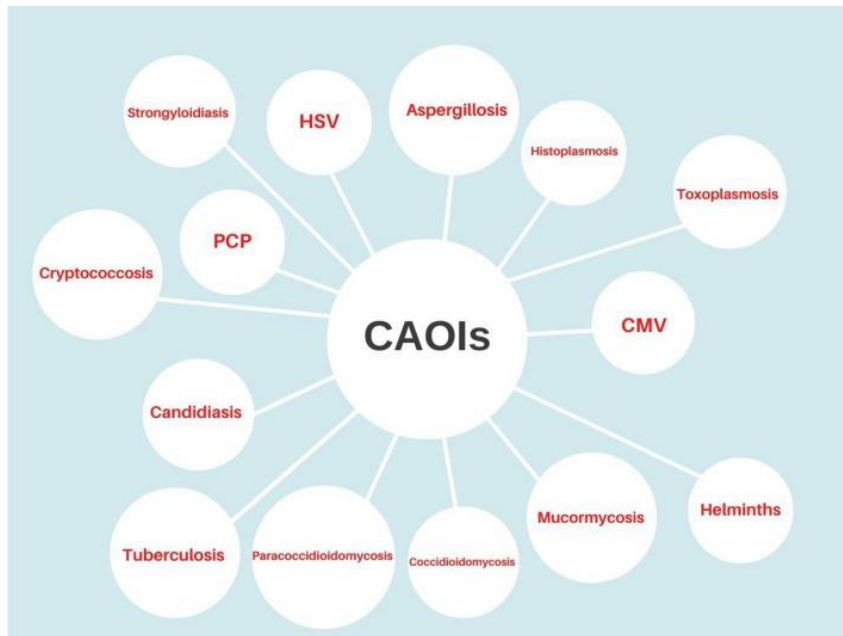 Aspergillosis
Strongyloidiasis
HSV
Histoplasmosis
Toxoplasmosis
PCP
Cryptococcosis
CAOIs
CMV
Candidiasis
Helminths
Mucormycosis
Tuberculosis
Paracoccidioidomycosis
Coccidioidomycosis